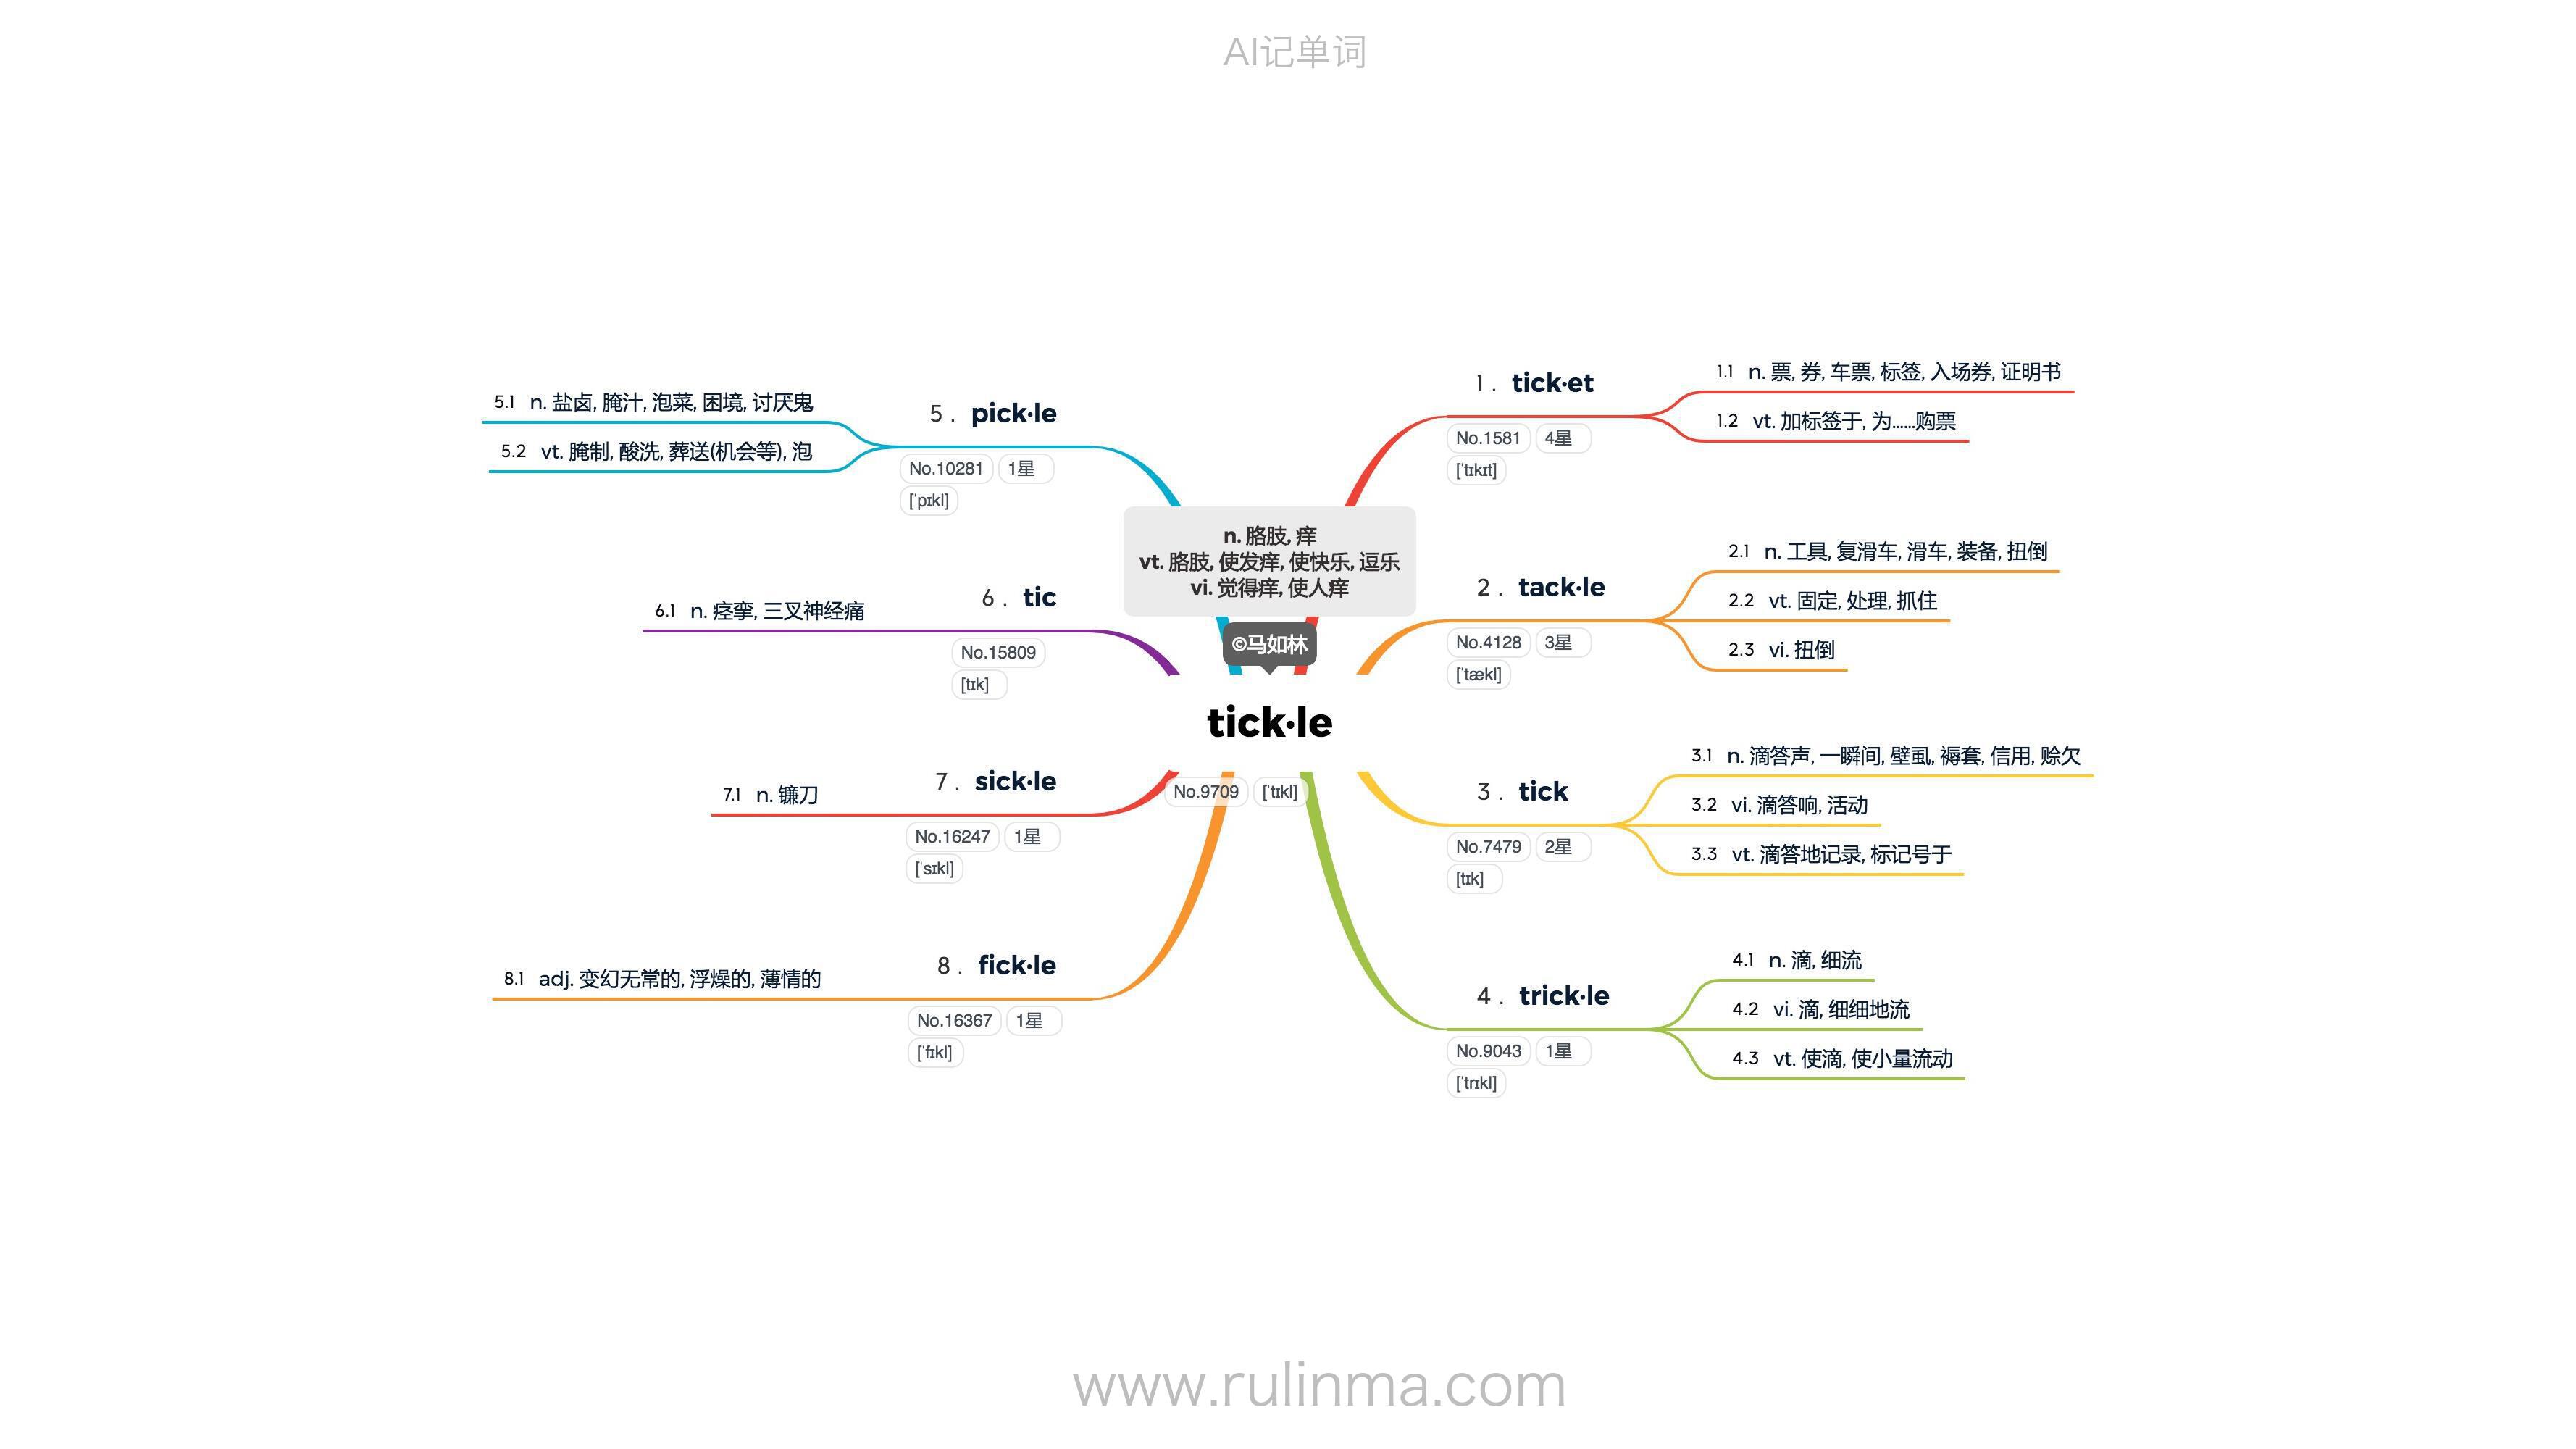 AI记单词
n. 胳肢, 痒
vt. 胳肢, 使发痒, 使快乐, 逗乐
vi. 觉得痒, 使人痒
©马如林
tick·le
No.9709 [ˈtɪkl]
1. tick·et
No.1581 4星
[ˈtɪkɪt]
1.1 n. 票, 券, 车票, 标签, 入场券, 证明书
1.2 vt. 加标签于, 为……购票
2. tack·le
No.4128 3星
[ˈtækl]
2.1 n. 工具, 复滑车, 滑车, 装备, 扭倒
2.2 vt. 固定, 处理, 抓住
2.3 vi. 扭倒
3. tick
No.7479 2星
[tɪk]
3.1 n. 滴答声, 一瞬间, 壁虱, 褥套, 信用, 赊欠
3.2 vi. 滴答响, 活动
3.3 vt. 滴答地记录, 标记号于
4. trick·le
No.9043 1星
[ˈtrɪkl]
4.1 n. 滴, 细流
4.2 vi. 滴, 细细地流
4.3 vt. 使滴, 使小量流动
5. pick·le
No.10281 1星
[ˈpɪkl]
5.1 n. 盐卤, 腌汁, 泡菜, 困境, 讨厌鬼
5.2 vt. 腌制, 酸洗, 葬送(机会等), 泡
6. tic
No.15809
[tɪk]
6.1 n. 痉挛, 三叉神经痛
7. sick·le
No.16247 1星
[ˈsɪkl]
7.1 n. 镰刀
8. fick·le
No.16367 1星
[ˈfɪkl]
8.1 adj. 变幻无常的, 浮燥的, 薄情的
www.rulinma.com